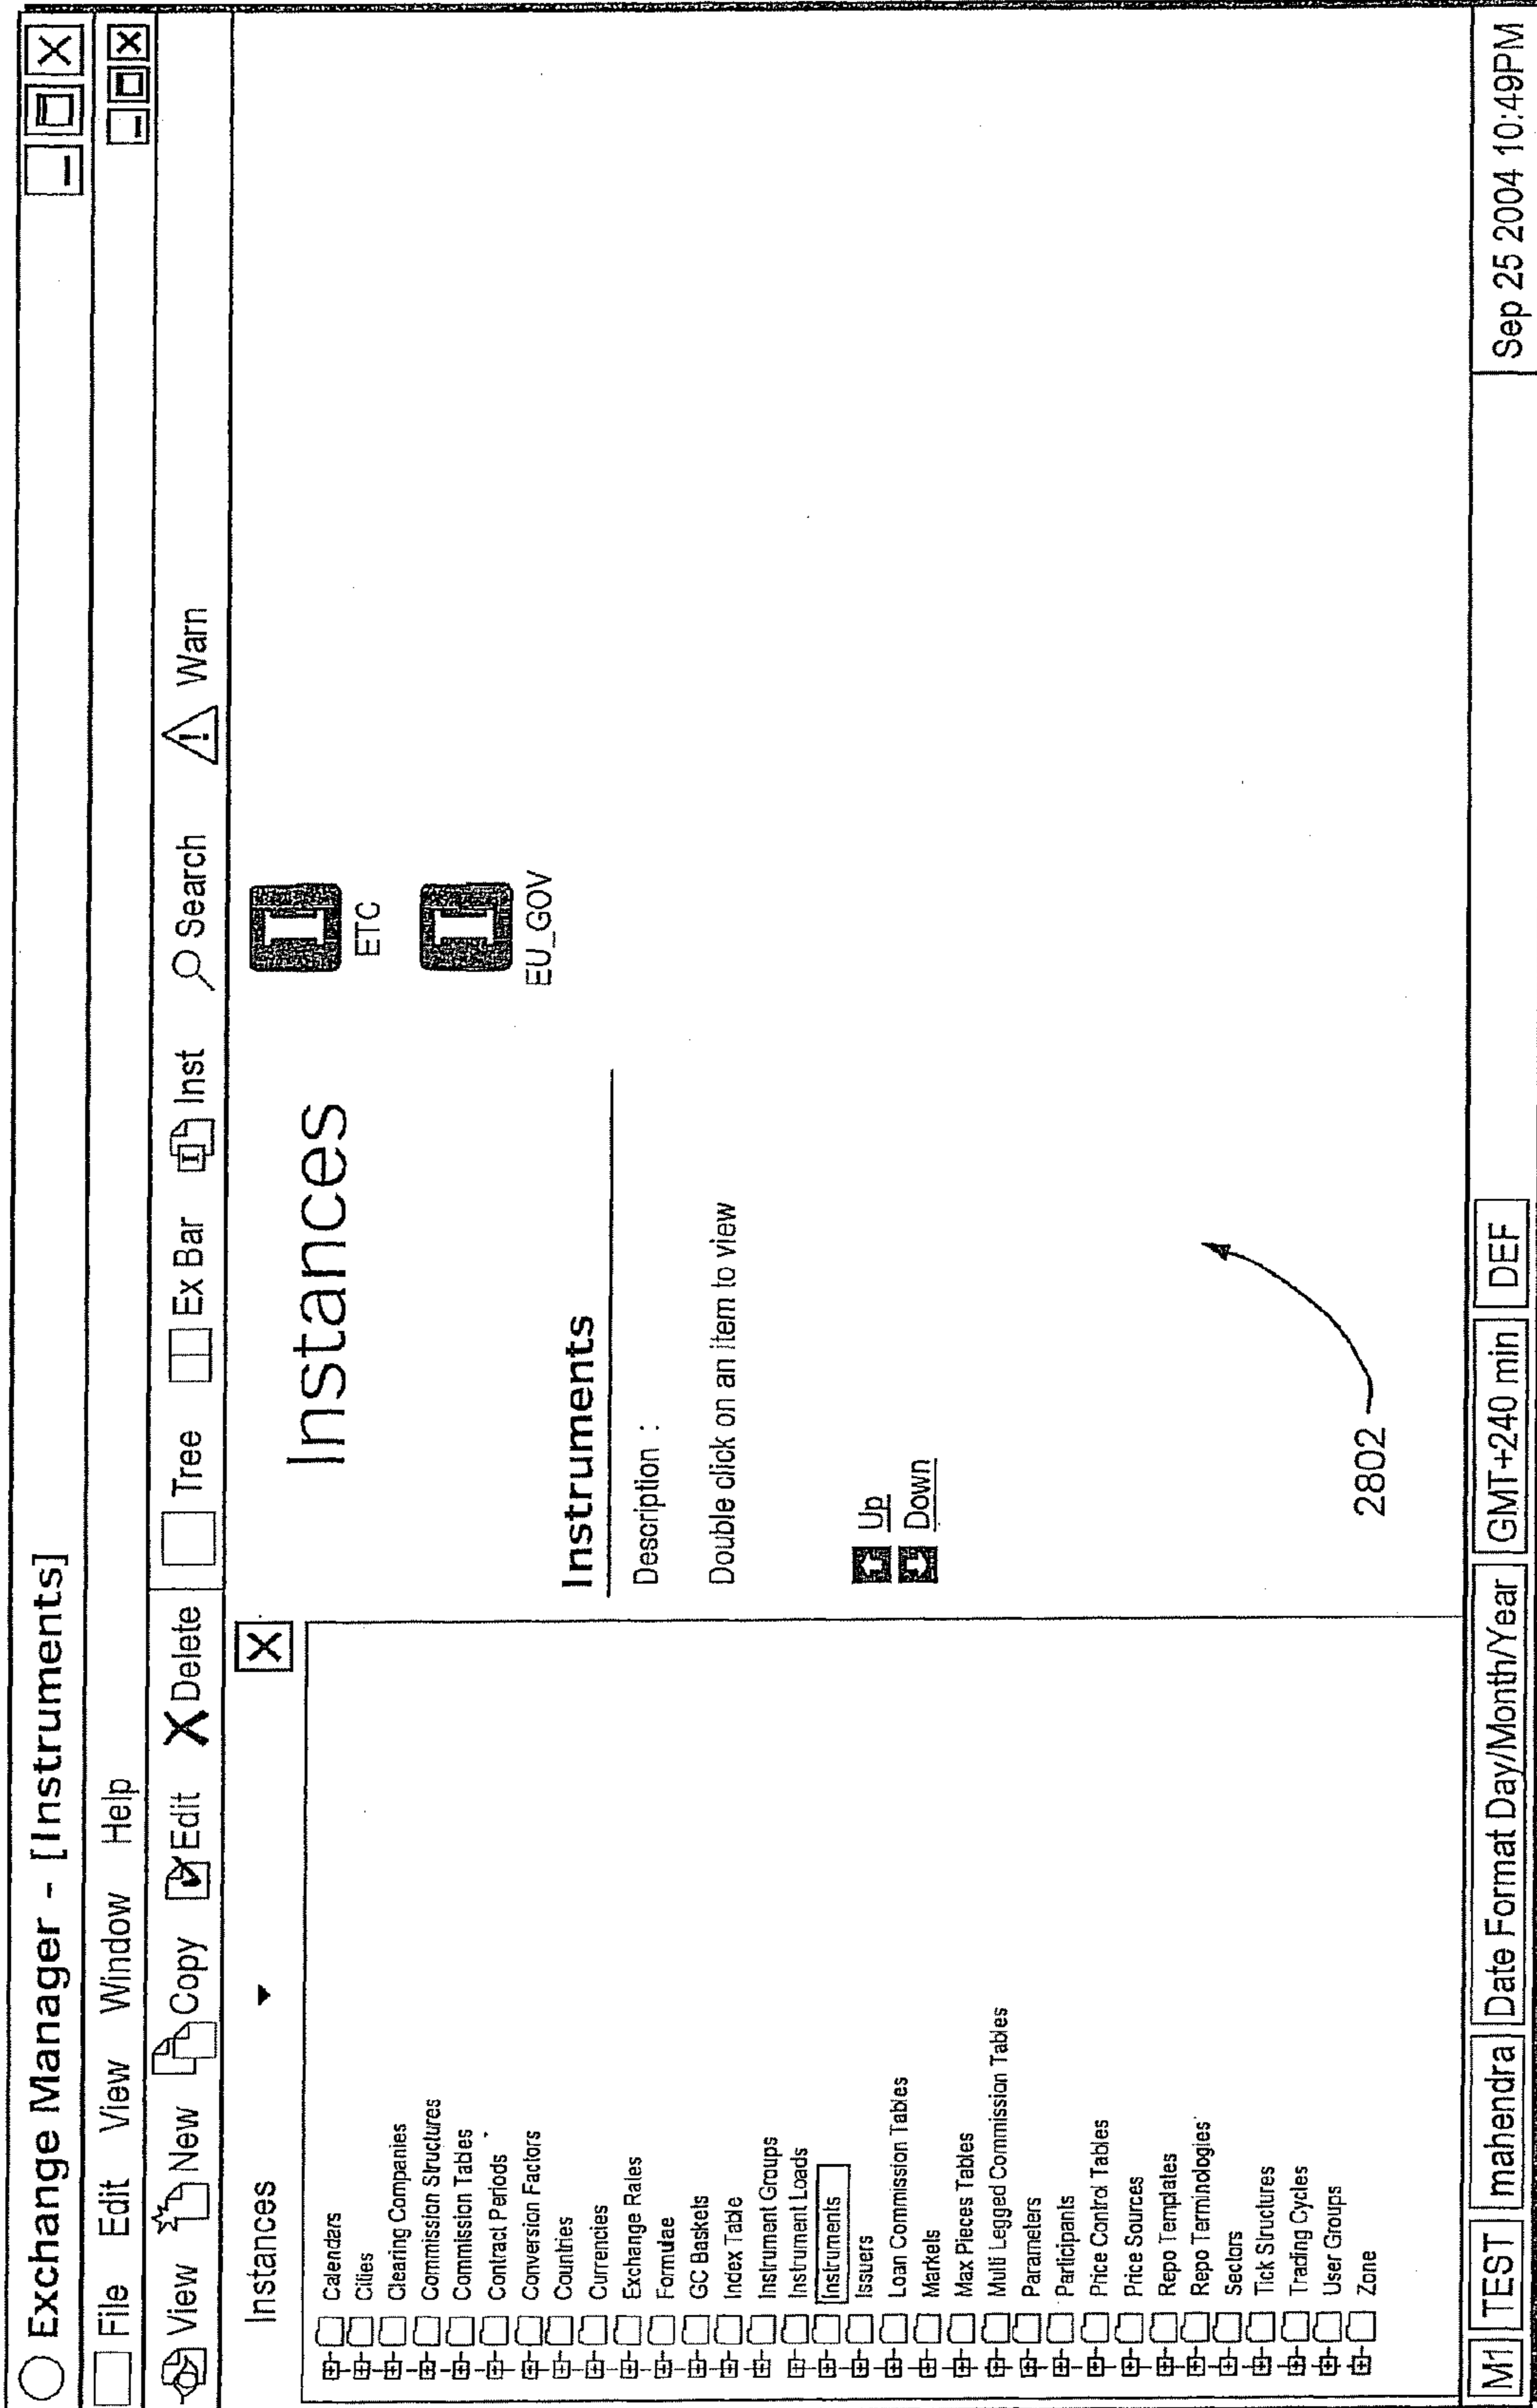 Exchange Manager - [Instruments]
File Edit View Window Help
View New Copy Edit Delete Tree Ex Bar Inst Search Warn
Instances
Calendars
Cities
Clearing Companies
Commission Structures
Commission Tables
Contract Periods
Conversion Factors
Countries
Currencies
Exchange Rates
Formulae
GC Baskets
Index Table
Instrument Groups
Instrument Loads
Instruments
Issuers
Loan Commission Tables
Markets
Max Pieces Tables
Multi Legged Commission Tables
Parameters
Participants
Price Control Tables
Price Sources
Repo Templates
Repo Terminologies
Sectors
Tick Structures
Trading Cycles
User Groups
Zone
Instances
Instruments
Description :
Double click on an item to view
Up
Down
I
ETC
I
EU_GOV
2802
M1 TEST mahendra Date Format Day/Month/Year GMT+240 min DEF Sep 25 2004 10:49PM